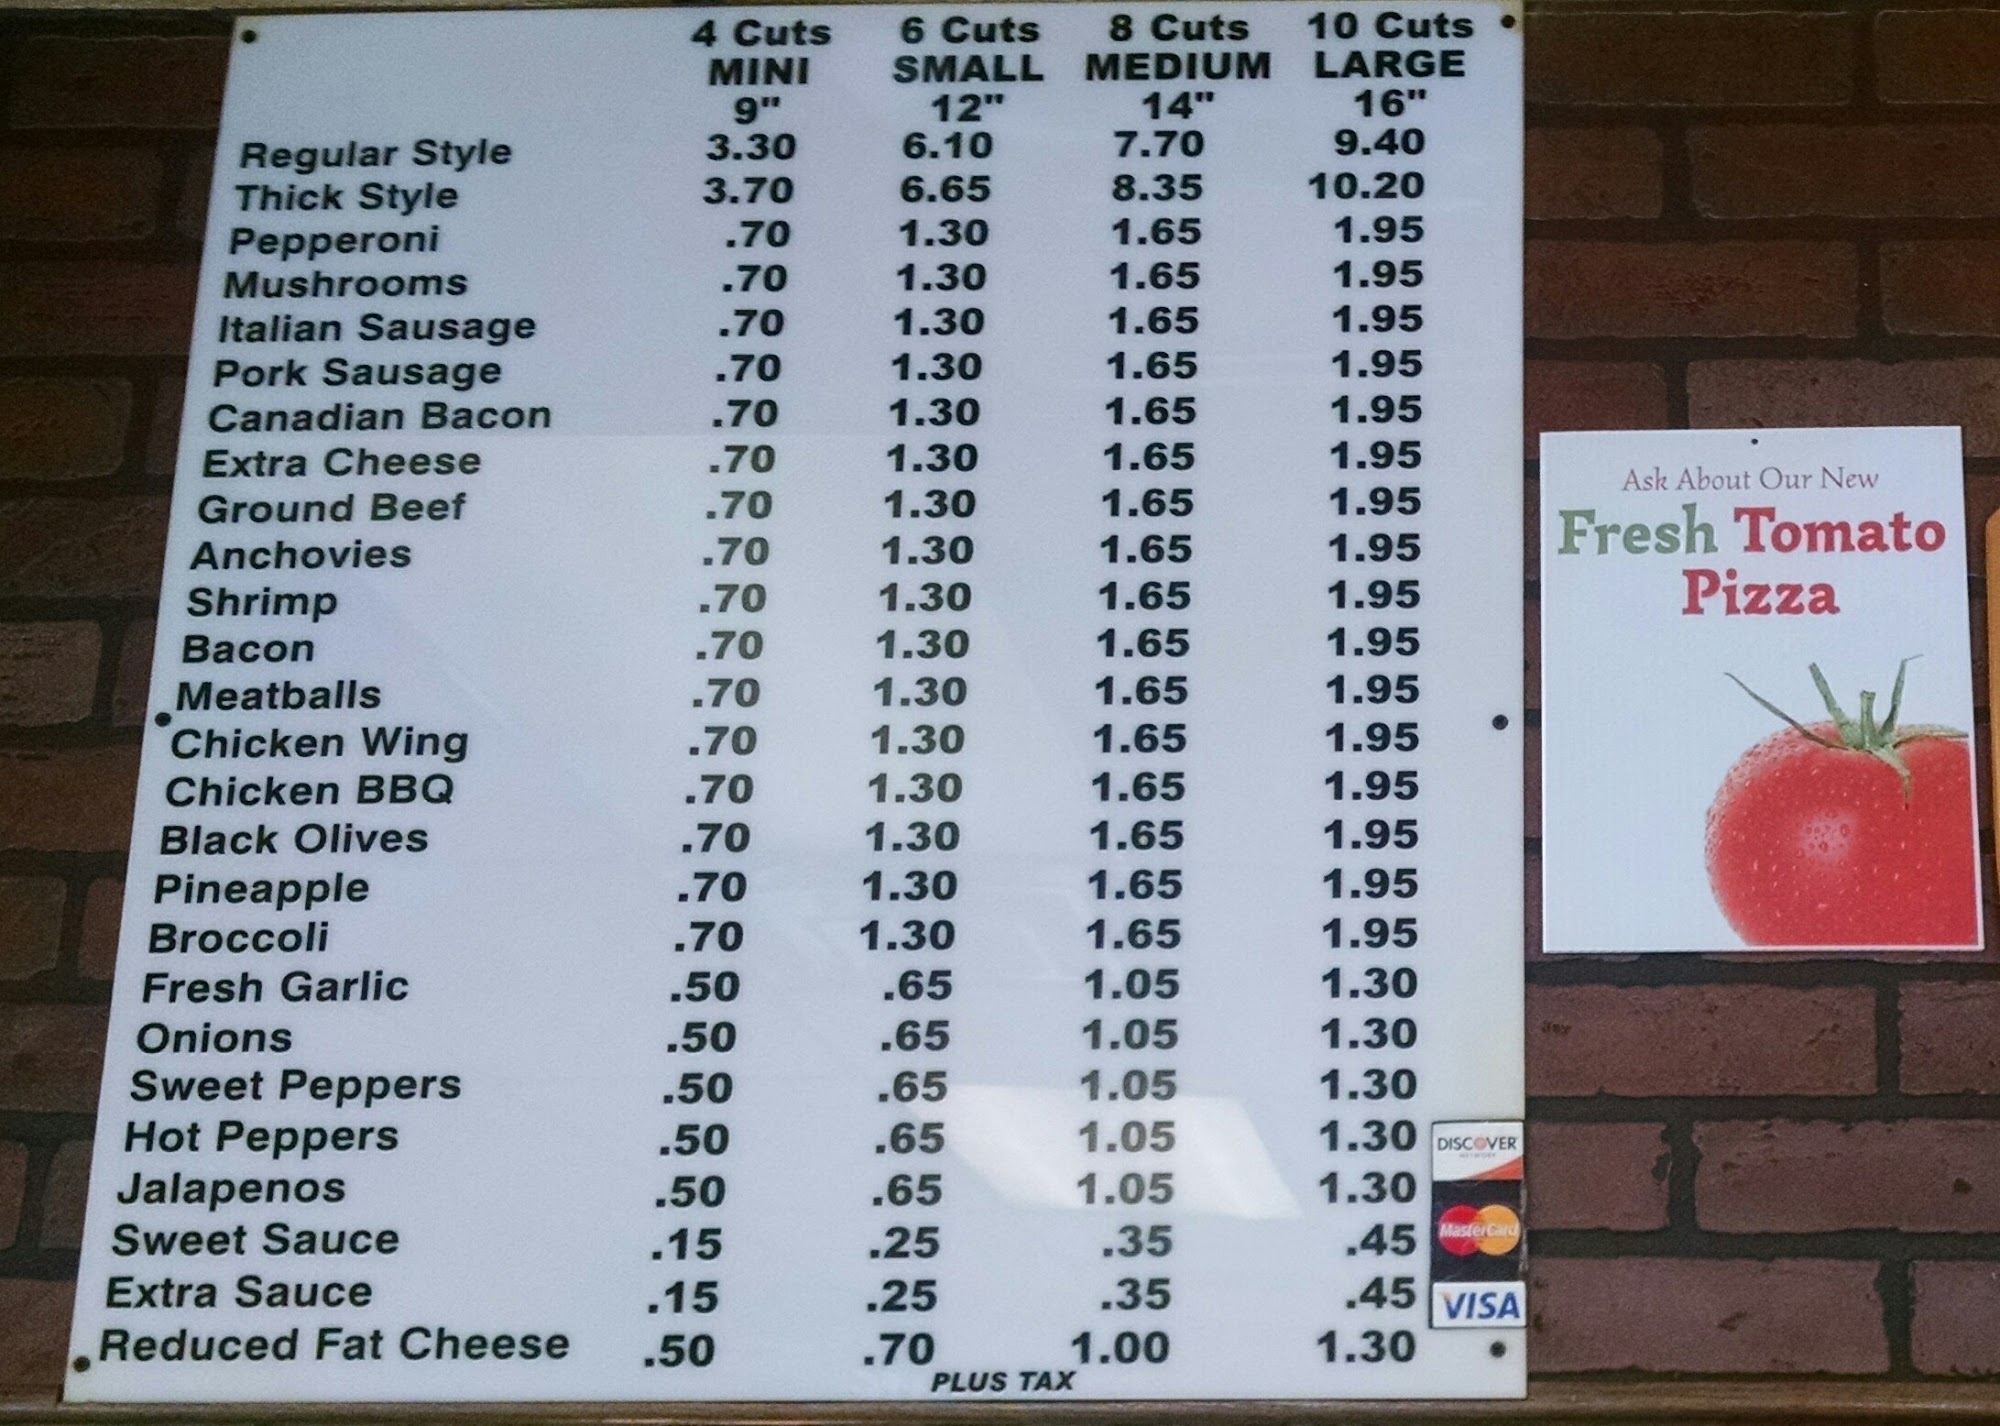 4 Cuts 6 Cuts 8 Cuts 10 Cuts
MINI SMALL MEDIUM LARGE
9" 12" 14" 16"
Regular Style 3.30 6.10 7.70 9.40
Thick Style 3.70 6.65 8.35 10.20
Pepperoni .70 1.30 1.65 1.95
Mushrooms .70 1.30 1.65 1.95
Italian Sausage .70 1.30 1.65 1.95
Pork Sausage .70 1.30 1.65 1.95
Canadian Bacon .70 1.30 1.65 1.95
Extra Cheese .70 1.30 1.65 1.95
Ground Beef .70 1.30 1.65 1.95
Anchovies .70 1.30 1.65 1.95
Shrimp .70 1.30 1.65 1.95
Bacon .70 1.30 1.65 1.95
Meatballs .70 1.30 1.65 1.95
Chicken Wing .70 1.30 1.65 1.95
Chicken BBQ .70 1.30 1.65 1.95
Black Olives .70 1.30 1.65 1.95
Pineapple .70 1.30 1.65 1.95
Broccoli .70 1.30 1.65 1.95
Fresh Garlic .50 .65 1.05 1.30
Onions .50 .65 1.05 1.30
Sweet Peppers .50 .65 1.05 1.30
Hot Peppers .50 .65 1.05 1.30
Jalapenos .50 .65 1.05 1.30
Sweet Sauce .15 .25 .35 .45
Extra Sauce .15 .25 .35 .45
Reduced Fat Cheese .50 .70 1.00 1.30
PLUS TAX
DISCOVER
NETWORK
MasterCard
VISA
Ask About Our New
Fresh Tomato
Pizza